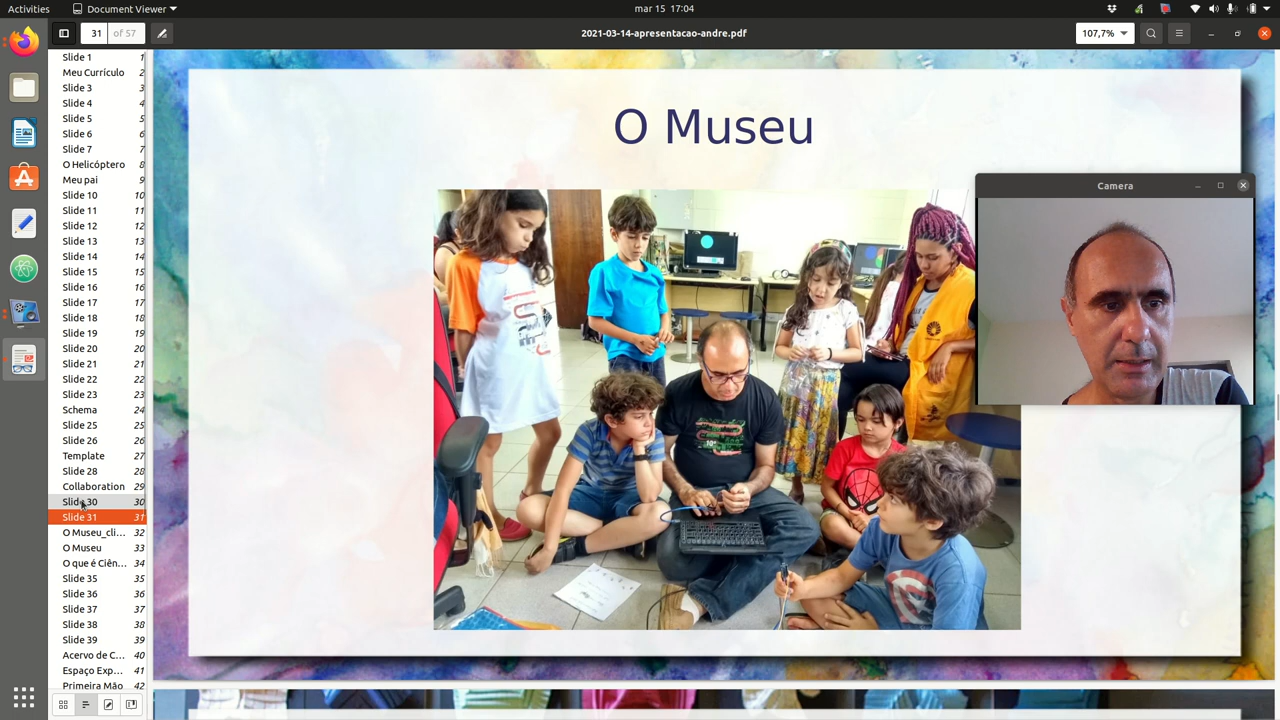 Activities
Document Viewer
mar 15 17:04
31
of 57
2021-03-14-apresentacao-andre.pdf
107,7%
Slide 1 1
Meu Currículo 2
Slide 3 3
Slide 4 4
Slide 5 5
Slide 6 6
Slide 7 7
O Helicóptero 8
Meu pai 9
Slide 10 10
Slide 11 11
Slide 12 12
Slide 13 13
Slide 14 14
Slide 15 15
Slide 16 16
Slide 17 17
Slide 18 18
Slide 19 19
Slide 20 20
Slide 21 21
Slide 22 22
Slide 23 23
Schema 24
Slide 25 25
Slide 26 26
Template 27
Slide 28 28
Collaboration 29
Slide 30 30
Slide 31 31
O Museu_cli... 32
O Museu 33
O que é Ciên... 34
Slide 35 35
Slide 36 36
Slide 37 37
Slide 38 38
Slide 39 39
Acervo de C... 40
Espaço Exp... 41
Primeira Mão 42
O Museu
Camera